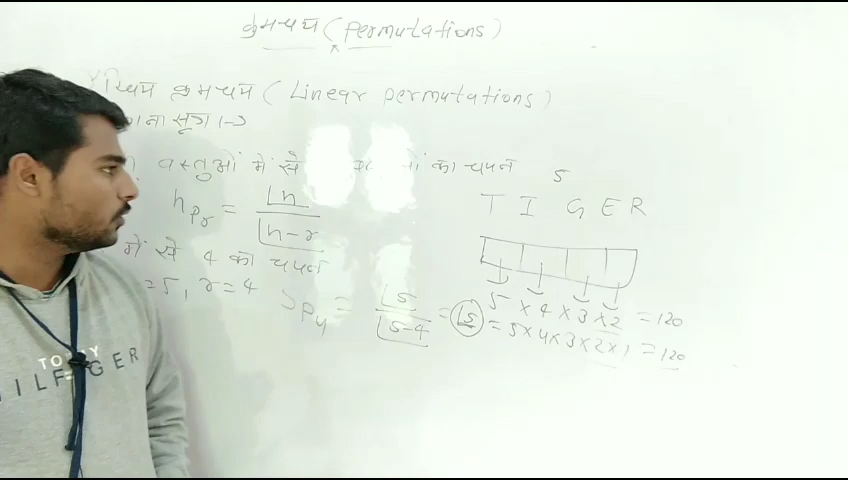 क्रमचय (Permutations)
क्रमचय (Linear permutations)
सूत्र 1→
वस्तुओं में से का चयन
5
nPr = ⌊n / ⌊n-r
T I G E R
में से 4 का चयन
=5, r=4
5P4 = ⌊5 / ⌊5-4 = ⌊5 = 5×4×3×2×1 = 120
5 × 4 × 3 × 2 = 120